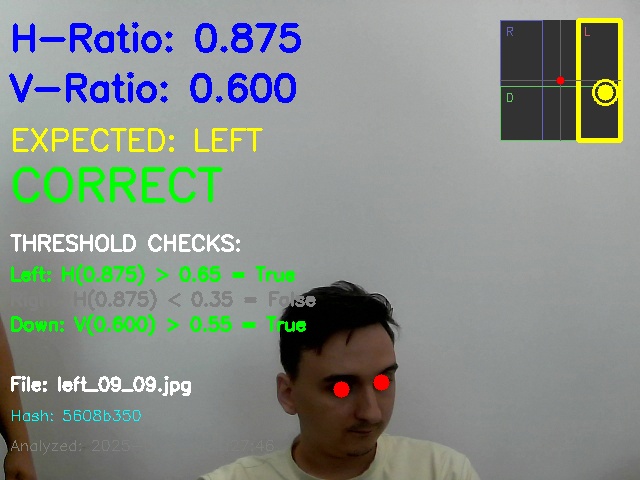 H-Ratio: 0.875
R
L
V-Ratio: 0.600
D
EXPECTED: LEFT
CORRECT
THRESHOLD CHECKS:
Left: H(0.875) > 0.65 = True
H(0.875) < 0.35 = False
Down: V(0.600) > 0.55 = True
File: left_09_09.jpg
Hash: 5608b350
Analyzed: 2025-